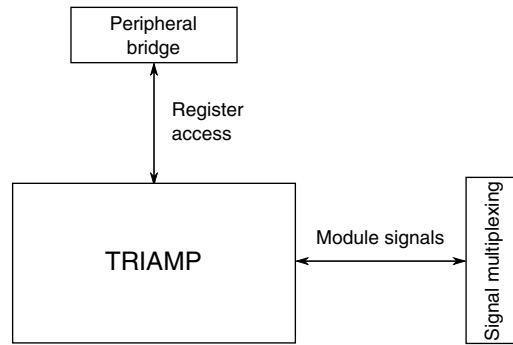 Peripheral
bridge
Register
access
TRIAMP
Module signals
Signal multiplexing